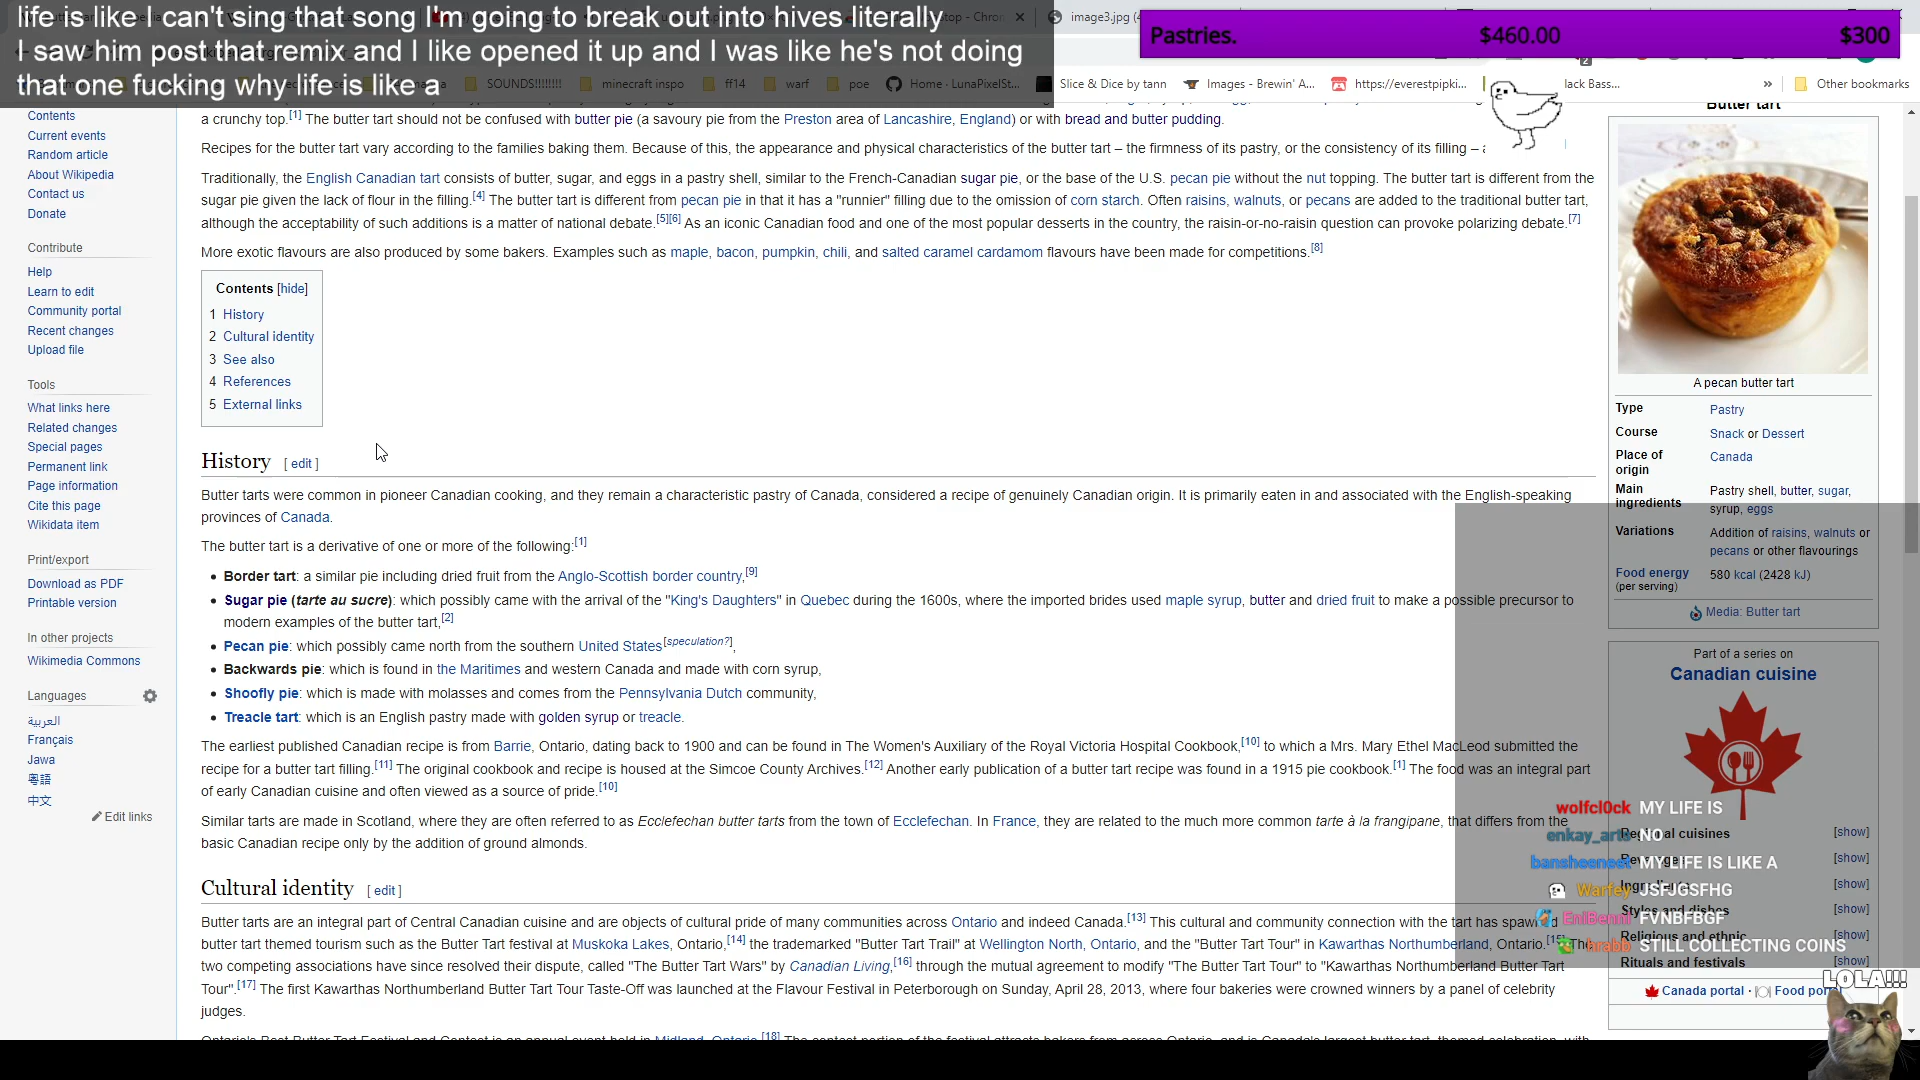 life is like I can't sing that song I'm going to break out into hives literally
I saw him post that remix and I like opened it up and I was like he's not doing
that one fucking why life is like a
image3.jpg (4
Pastries. $460.00 $300
SOUNDS!!!!!!!! minecraft inspo ff14 warf poe Home · LunaPixelSt... Slice & Dice by tann Images - Brewin' A... https://everestpipki... lack Bass... » Other bookmarks
Contents
Current events
Random article
About Wikipedia
Contact us
Donate
Contribute
Help
Learn to edit
Community portal
Recent changes
Upload file
Tools
What links here
Related changes
Special pages
Permanent link
Page information
Cite this page
Wikidata item
Print/export
Download as PDF
Printable version
In other projects
Wikimedia Commons
Languages
العربية
Français
Jawa
粵語
中文
Edit links
a crunchy top.[1] The butter tart should not be confused with butter pie (a savoury pie from the Preston area of Lancashire, England) or with bread and butter pudding.
Recipes for the butter tart vary according to the families baking them. Because of this, the appearance and physical characteristics of the butter tart – the firmness of its pastry, or the consistency of its filling –
Traditionally, the English Canadian tart consists of butter, sugar, and eggs in a pastry shell, similar to the French-Canadian sugar pie, or the base of the U.S. pecan pie without the nut topping. The butter tart is different from the
sugar pie given the lack of flour in the filling.[4] The butter tart is different from pecan pie in that it has a "runnier" filling due to the omission of corn starch. Often raisins, walnuts, or pecans are added to the traditional butter tart,
although the acceptability of such additions is a matter of national debate.[5][6] As an iconic Canadian food and one of the most popular desserts in the country, the raisin-or-no-raisin question can provoke polarizing debate.[7]
More exotic flavours are also produced by some bakers. Examples such as maple, bacon, pumpkin, chili, and salted caramel cardamom flavours have been made for competitions.[8]
Contents [hide]
1 History
2 Cultural identity
3 See also
4 References
5 External links
History [ edit ]
Butter tarts were common in pioneer Canadian cooking, and they remain a characteristic pastry of Canada, considered a recipe of genuinely Canadian origin. It is primarily eaten in and associated with the English-speaking
provinces of Canada.
The butter tart is a derivative of one or more of the following:[1]
• Border tart: a similar pie including dried fruit from the Anglo-Scottish border country,[9]
• Sugar pie (tarte au sucre): which possibly came with the arrival of the "King's Daughters" in Quebec during the 1600s, where the imported brides used maple syrup, butter and dried fruit to make a possible precursor to
modern examples of the butter tart,[2]
• Pecan pie: which possibly came north from the southern United States[speculation?],
• Backwards pie: which is found in the Maritimes and western Canada and made with corn syrup,
• Shoofly pie: which is made with molasses and comes from the Pennsylvania Dutch community,
• Treacle tart: which is an English pastry made with golden syrup or treacle.
The earliest published Canadian recipe is from Barrie, Ontario, dating back to 1900 and can be found in The Women's Auxiliary of the Royal Victoria Hospital Cookbook,[10] to which a Mrs. Mary Ethel MacLeod submitted the
recipe for a butter tart filling.[11] The original cookbook and recipe is housed at the Simcoe County Archives.[12] Another early publication of a butter tart recipe was found in a 1915 pie cookbook.[1] The food was an integral part
of early Canadian cuisine and often viewed as a source of pride.[10]
Similar tarts are made in Scotland, where they are often referred to as Ecclefechan butter tarts from the town of Ecclefechan. In France, they are related to the much more common tarte à la frangipane, that differs from the
basic Canadian recipe only by the addition of ground almonds.
Cultural identity [ edit ]
Butter tarts are an integral part of Central Canadian cuisine and are objects of cultural pride of many communities across Ontario and indeed Canada.[13] This cultural and community connection with the tart has spawned
butter tart themed tourism such as the Butter Tart festival at Muskoka Lakes, Ontario,[14] the trademarked "Butter Tart Trail" at Wellington North, Ontario, and the "Butter Tart Tour" in Kawarthas Northumberland, Ontario.[15] The
two competing associations have since resolved their dispute, called "The Butter Tart Wars" by Canadian Living,[16] through the mutual agreement to modify "The Butter Tart Tour" to "Kawarthas Northumberland Butter Tart
Tour".[17] The first Kawarthas Northumberland Butter Tart Tour Taste-Off was launched at the Flavour Festival in Peterborough on Sunday, April 28, 2013, where four bakeries were crowned winners by a panel of celebrity
judges.
Butter tart
A pecan butter tart
Type Pastry
Course Snack or Dessert
Place of origin Canada
Main ingredients Pastry shell, butter, sugar, syrup, eggs
Variations Addition of raisins, walnuts or pecans or other flavourings
Food energy (per serving) 580 kcal (2428 kJ)
Media: Butter tart
Part of a series on
Canadian cuisine
Regional cuisines [show]
Beverages [show]
Ingredients [show]
Styles and dishes [show]
Religious and ethnic [show]
Rituals and festivals [show]
Canada portal · Food
wolfcl0ck MY LIFE IS
enkay_arts NO
bansheeneet MY LIFE IS LIKE A
Warfey JSFJGSFHG
EniBenni FVNBFBGF
hrabb STILL COLLECTING COINS
LOLA!!!